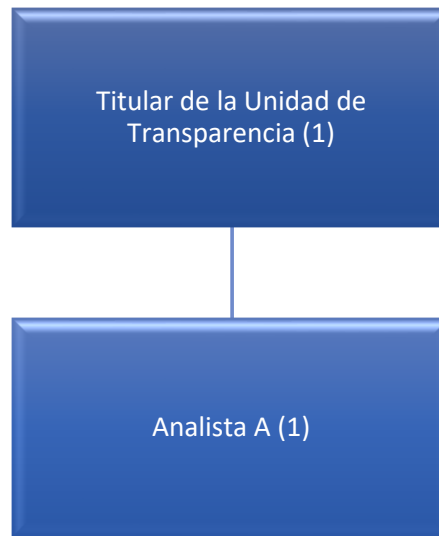 Titular de la Unidad de
Transparencia (1)
Analista A (1)